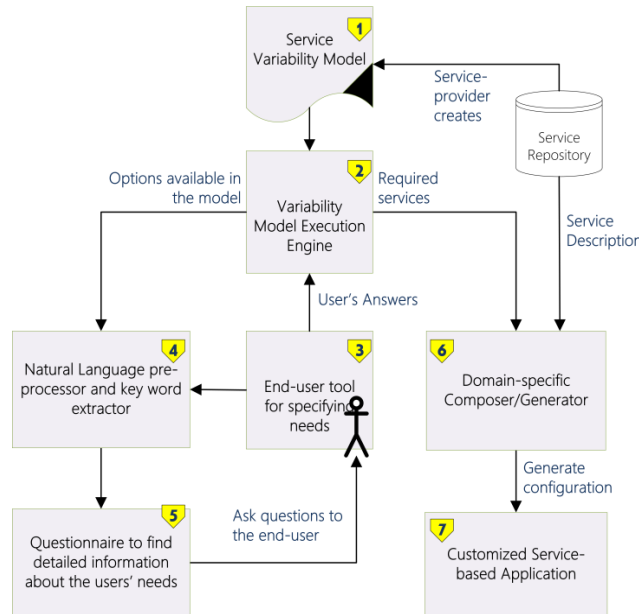 1
Service
Variability Model
Service-
provider
creates
Service
Repository
Options available in
the model
2
Required
services
Variability
Model Execution
Engine
Service
Description
User's Answers
4
Natural Language pre-
processor and key word
extractor
3
End-user tool
for specifying
needs
6
Domain-specific
Composer/Generator
Generate
configuration
5
Questionnaire to find
detailed information
about the users' needs
Ask questions to
the end-user
7
Customized Service-
based Application